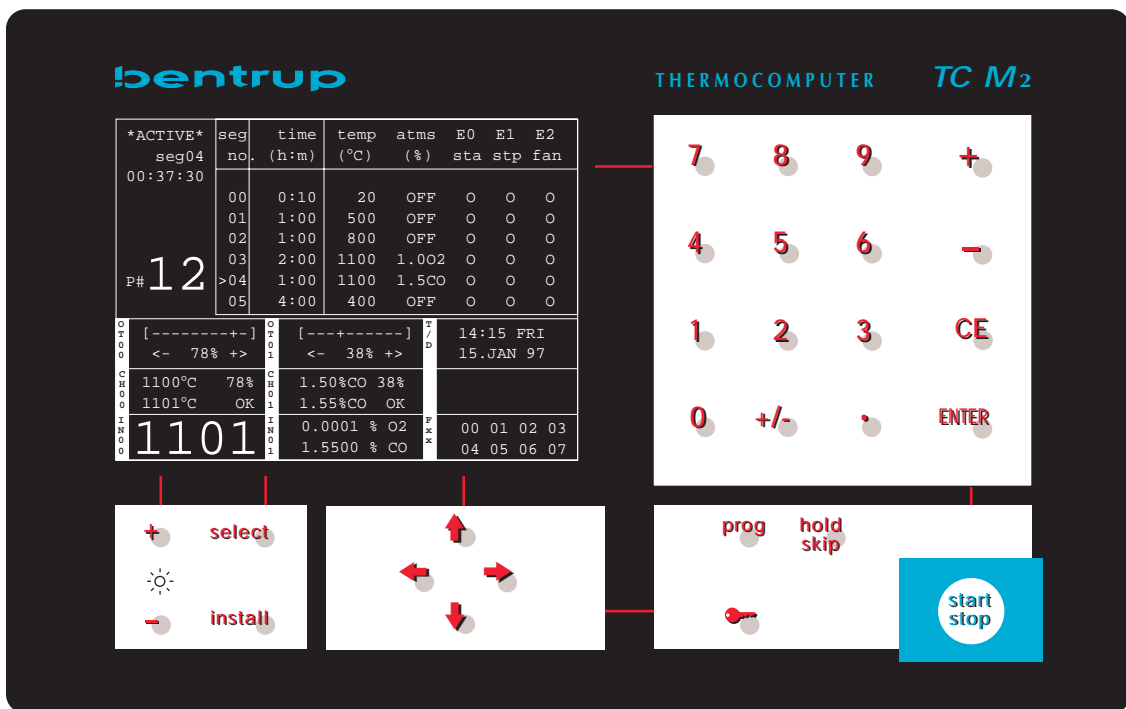 bentrup
THERMOCOMPUTER TC M2
*ACTIVE* seg time temp atms E0 E1 E2
seg04 no. (h:m) (°C) (%) sta stp fan
00:37:30
00 0:10 20 OFF O O O
01 1:00 500 OFF O O O
02 1:00 800 OFF O O O
03 2:00 1100 1.0O2 O O O
P#12 >04 1:00 1100 1.5CO O O O
05 4:00 400 OFF O O O
OT00 [--------+-] OT01 [---+------] T/D 14:15 FRI
<- 78% +> <- 38% +> 15.JAN 97
CH00 1100°C 78% CH01 1.50%CO 38%
1101°C OK 1.55%CO OK
IN00 1101 IN01 0.0001 % O2 Fxx 00 01 02 03
1.5500 % CO 04 05 06 07
7 8 9 +
4 5 6 -
1 2 3 CE
0 +/- . ENTER
+ select
- install
prog hold
skip
start
stop